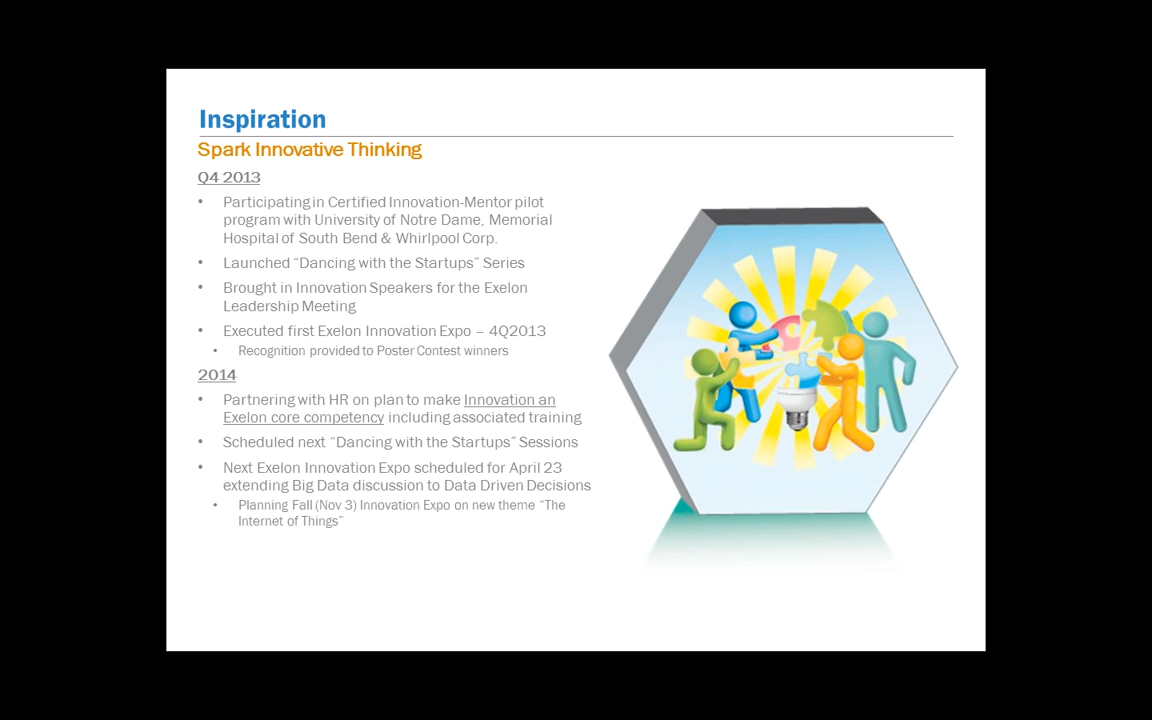 Inspiration
Spark Innovative Thinking
Q4 2013
• Participating in Certified Innovation-Mentor pilot
program with University of Notre Dame, Memorial
Hospital of South Bend & Whirlpool Corp.
• Launched “Dancing with the Startups” Series
• Brought in Innovation Speakers for the Exelon
Leadership Meeting
• Executed first Exelon Innovation Expo – 4Q2013
• Recognition provided to Poster Contest winners
2014
• Partnering with HR on plan to make Innovation an
Exelon core competency including associated training
• Scheduled next “Dancing with the Startups” Sessions
• Next Exelon Innovation Expo scheduled for April 23
extending Big Data discussion to Data Driven Decisions
• Planning Fall (Nov 3) Innovation Expo on new theme “The
Internet of Things”